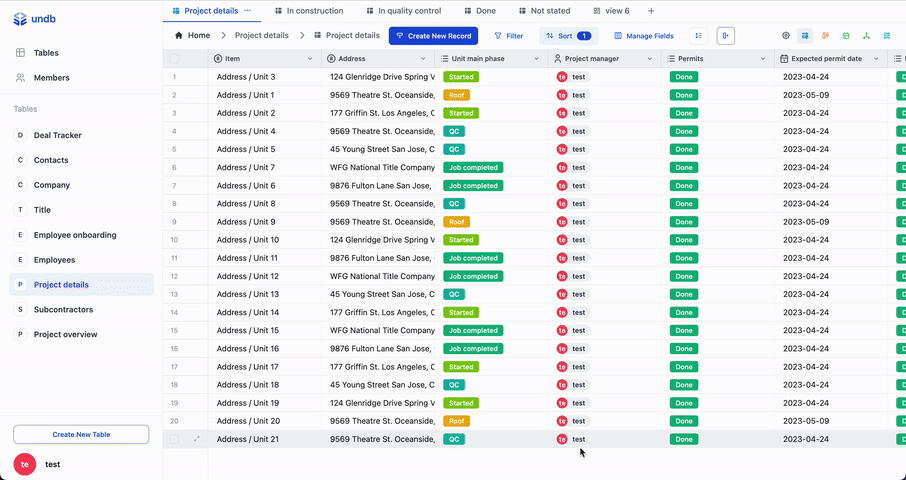 undb
Tables
Members
Tables
D Deal Tracker
C Contacts
C Company
T Title
E Employee onboarding
E Employees
P Project details
S Subcontractors
P Project overview
Create New Table
te test
Project details ··· In construction In quality control Done Not stated view 6 +
Home > Project details > Project details Create New Record Filter Sort 1 Manage Fields
Item Address Unit main phase Project manager Permits Expected permit date
1 Address / Unit 3 124 Glenridge Drive Spring V Started te test Done 2023-04-24
2 Address / Unit 1 9569 Theatre St. Oceanside, Roof te test Done 2023-05-09
3 Address / Unit 2 177 Griffin St. Los Angeles, C Started te test Done 2023-04-24
4 Address / Unit 4 9569 Theatre St. Oceanside, QC te test Done 2023-04-24
5 Address / Unit 5 45 Young Street San Jose, C QC te test Done 2023-04-24
6 Address / Unit 7 WFG National Title Company Job completed te test Done 2023-04-24
7 Address / Unit 6 9876 Fulton Lane San Jose, Job completed te test Done 2023-04-24
8 Address / Unit 8 9569 Theatre St. Oceanside, QC te test Done 2023-04-24
9 Address / Unit 9 9569 Theatre St. Oceanside, Roof te test Done 2023-05-09
10 Address / Unit 10 124 Glenridge Drive Spring V Started te test Done 2023-04-24
11 Address / Unit 11 9876 Fulton Lane San Jose, Job completed te test Done 2023-04-24
12 Address / Unit 12 WFG National Title Company Job completed te test Done 2023-04-24
13 Address / Unit 13 45 Young Street San Jose, C QC te test Done 2023-04-24
14 Address / Unit 14 177 Griffin St. Los Angeles, C Started te test Done 2023-04-24
15 Address / Unit 15 WFG National Title Company Job completed te test Done 2023-04-24
16 Address / Unit 16 9876 Fulton Lane San Jose, Job completed te test Done 2023-04-24
17 Address / Unit 17 177 Griffin St. Los Angeles, C Started te test Done 2023-04-24
18 Address / Unit 18 45 Young Street San Jose, C QC te test Done 2023-04-24
19 Address / Unit 19 124 Glenridge Drive Spring V Started te test Done 2023-04-24
20 Address / Unit 20 9569 Theatre St. Oceanside, Roof te test Done 2023-05-09
Address / Unit 21 9569 Theatre St. Oceanside, QC te test Done 2023-04-24